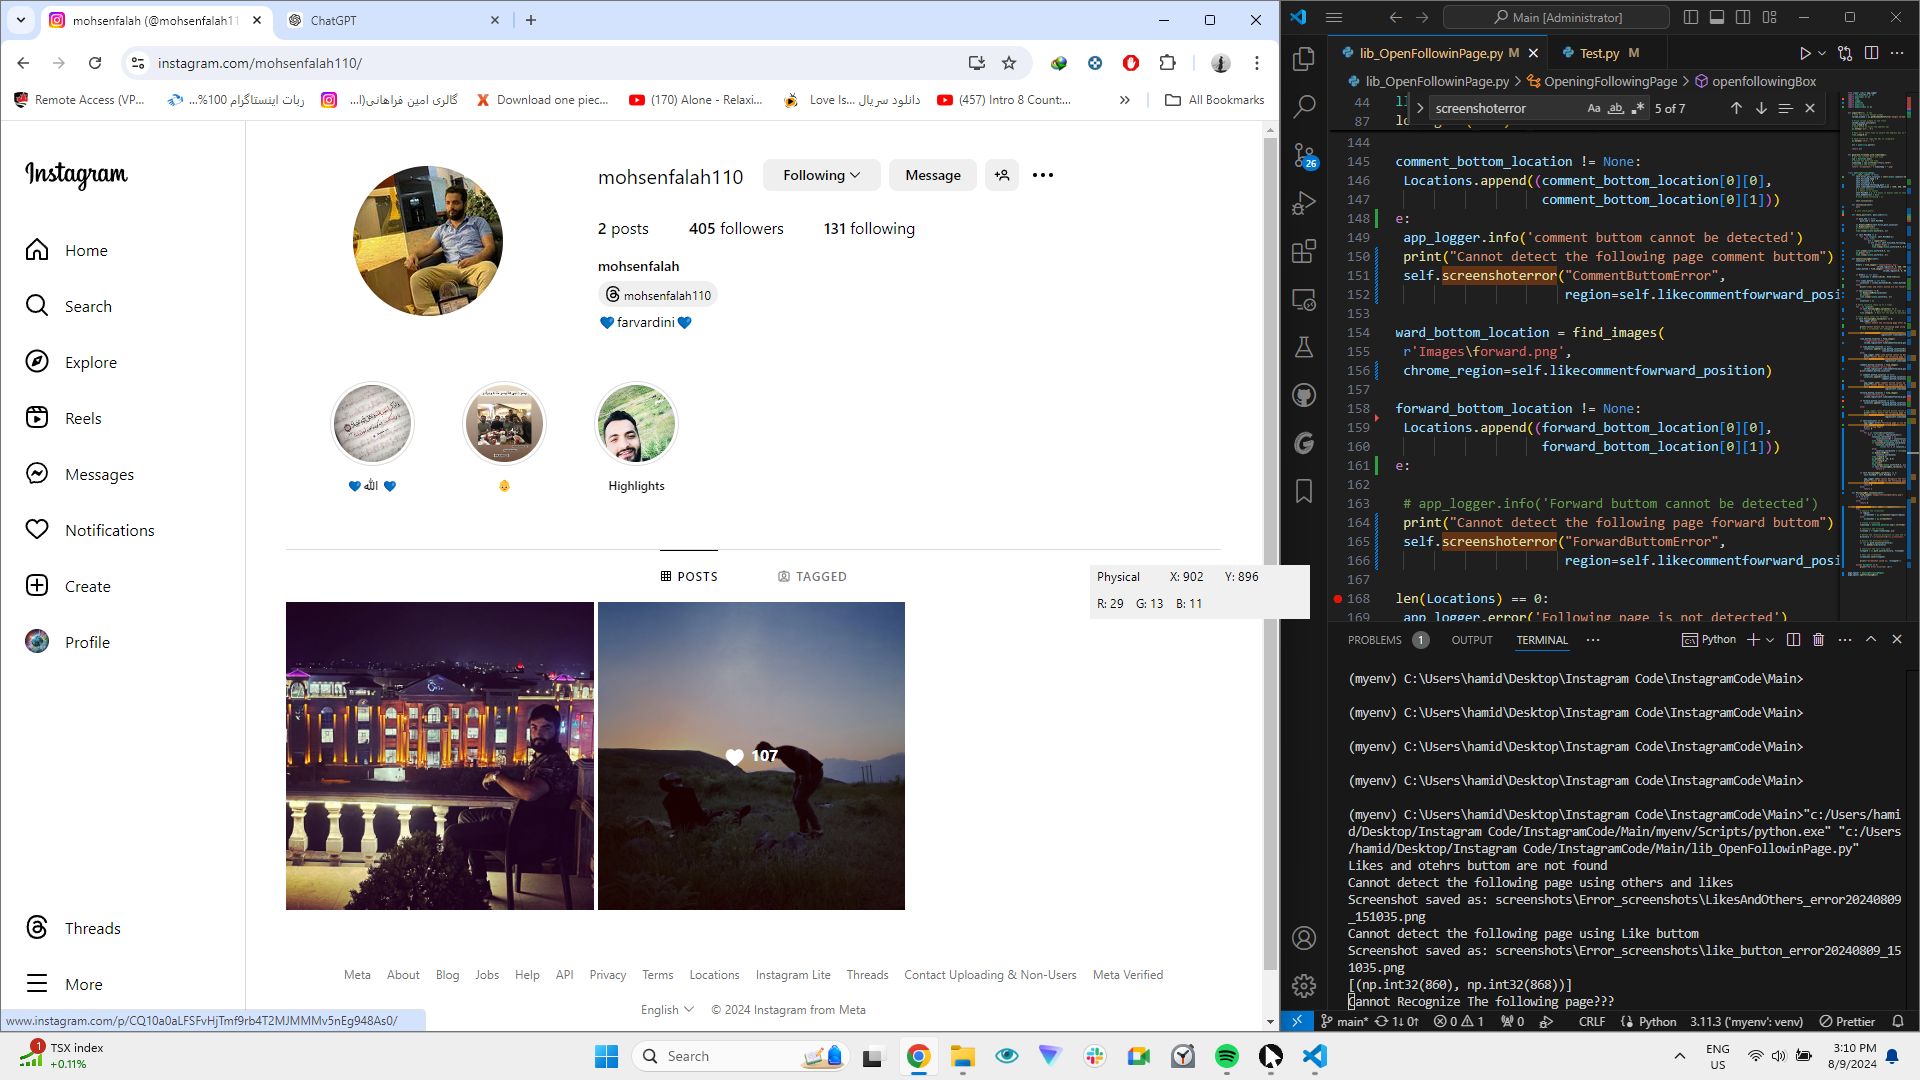 mohsenfalah (@mohsenfalah11
ChatGPT
instagram.com/mohsenfalah110/
Remote Access (VP...
ربات اینستاگرام 100%...
گالری امین فراهانی(ا...
Download one piec...
(170) Alone - Relaxi...
دانلود سریال ...Love Is
(457) Intro 8 Count:...
All Bookmarks
Instagram
Home
Search
Explore
Reels
Messages
Notifications
Create
Profile
Threads
More
mohsenfalah110
Following
Message
2 posts
405 followers
131 following
mohsenfalah
mohsenfalah110
💙farvardini💙
💙 الله 💙
👶
Highlights
POSTS
TAGGED
107
Physical X: 902 Y: 896
R: 29 G: 13 B: 11
Meta About Blog Jobs Help API Privacy Terms Locations Instagram Lite Threads Contact Uploading & Non-Users Meta Verified
English © 2024 Instagram from Meta
www.instagram.com/p/CQ10a0aLFSFvHjTmf9rb4T2MJMMMv5nEg948As0/
Main [Administrator]
lib_OpenFollowinPage.py M
Test.py M
lib_OpenFollowinPage.py > OpeningFollowingPage > openfollowingBox
screenshoterror
Aa ab 5 of 7
44
87
144
145 comment_bottom_location != None:
146 Locations.append((comment_bottom_location[0][0],
147 comment_bottom_location[0][1]))
148 e:
149 app_logger.info('comment buttom cannot be detected')
150 print("Cannot detect the following page comment buttom")
151 self.screenshoterror("CommentButtomError",
152 region=self.likecommentfowrward_posi
153
154 ward_bottom_location = find_images(
155 r'Images\forward.png',
156 chrome_region=self.likecommentfowrward_position)
157
158 forward_bottom_location != None:
159 Locations.append((forward_bottom_location[0][0],
160 forward_bottom_location[0][1]))
161 e:
162
163 # app_logger.info('Forward buttom cannot be detected')
164 print("Cannot detect the following page forward buttom")
165 self.screenshoterror("ForwardButtomError",
166 region=self.likecommentfowrward_posi
167
168 len(Locations) == 0:
169 app_logger.error('Following page is not detected')
26
PROBLEMS 1 OUTPUT TERMINAL
Python
(myenv) C:\Users\hamid\Desktop\Instagram Code\InstagramCode\Main>
(myenv) C:\Users\hamid\Desktop\Instagram Code\InstagramCode\Main>
(myenv) C:\Users\hamid\Desktop\Instagram Code\InstagramCode\Main>
(myenv) C:\Users\hamid\Desktop\Instagram Code\InstagramCode\Main>
(myenv) C:\Users\hamid\Desktop\Instagram Code\InstagramCode\Main>"c:/Users/hami
d/Desktop/Instagram Code/InstagramCode/Main/myenv/Scripts/python.exe" "c:/Users
/hamid/Desktop/Instagram Code/InstagramCode/Main/lib_OpenFollowinPage.py"
Likes and otehrs buttom are not found
Cannot detect the following page using others and likes
Screenshot saved as: screenshots\Error_screenshots\LikesAndOthers_error20240809
_151035.png
Cannot detect the following page using Like buttom
Screenshot saved as: screenshots\Error_screenshots\like_button_error20240809_15
1035.png
[(np.int32(860), np.int32(868))]
Cannot Recognize The following page???
main* 1↓ 0↑ 0 1 0 CRLF Python 3.11.3 ('myenv': venv) Prettier
1
TSX index
+0.11%
Search
ENG
US
3:10 PM
8/9/2024